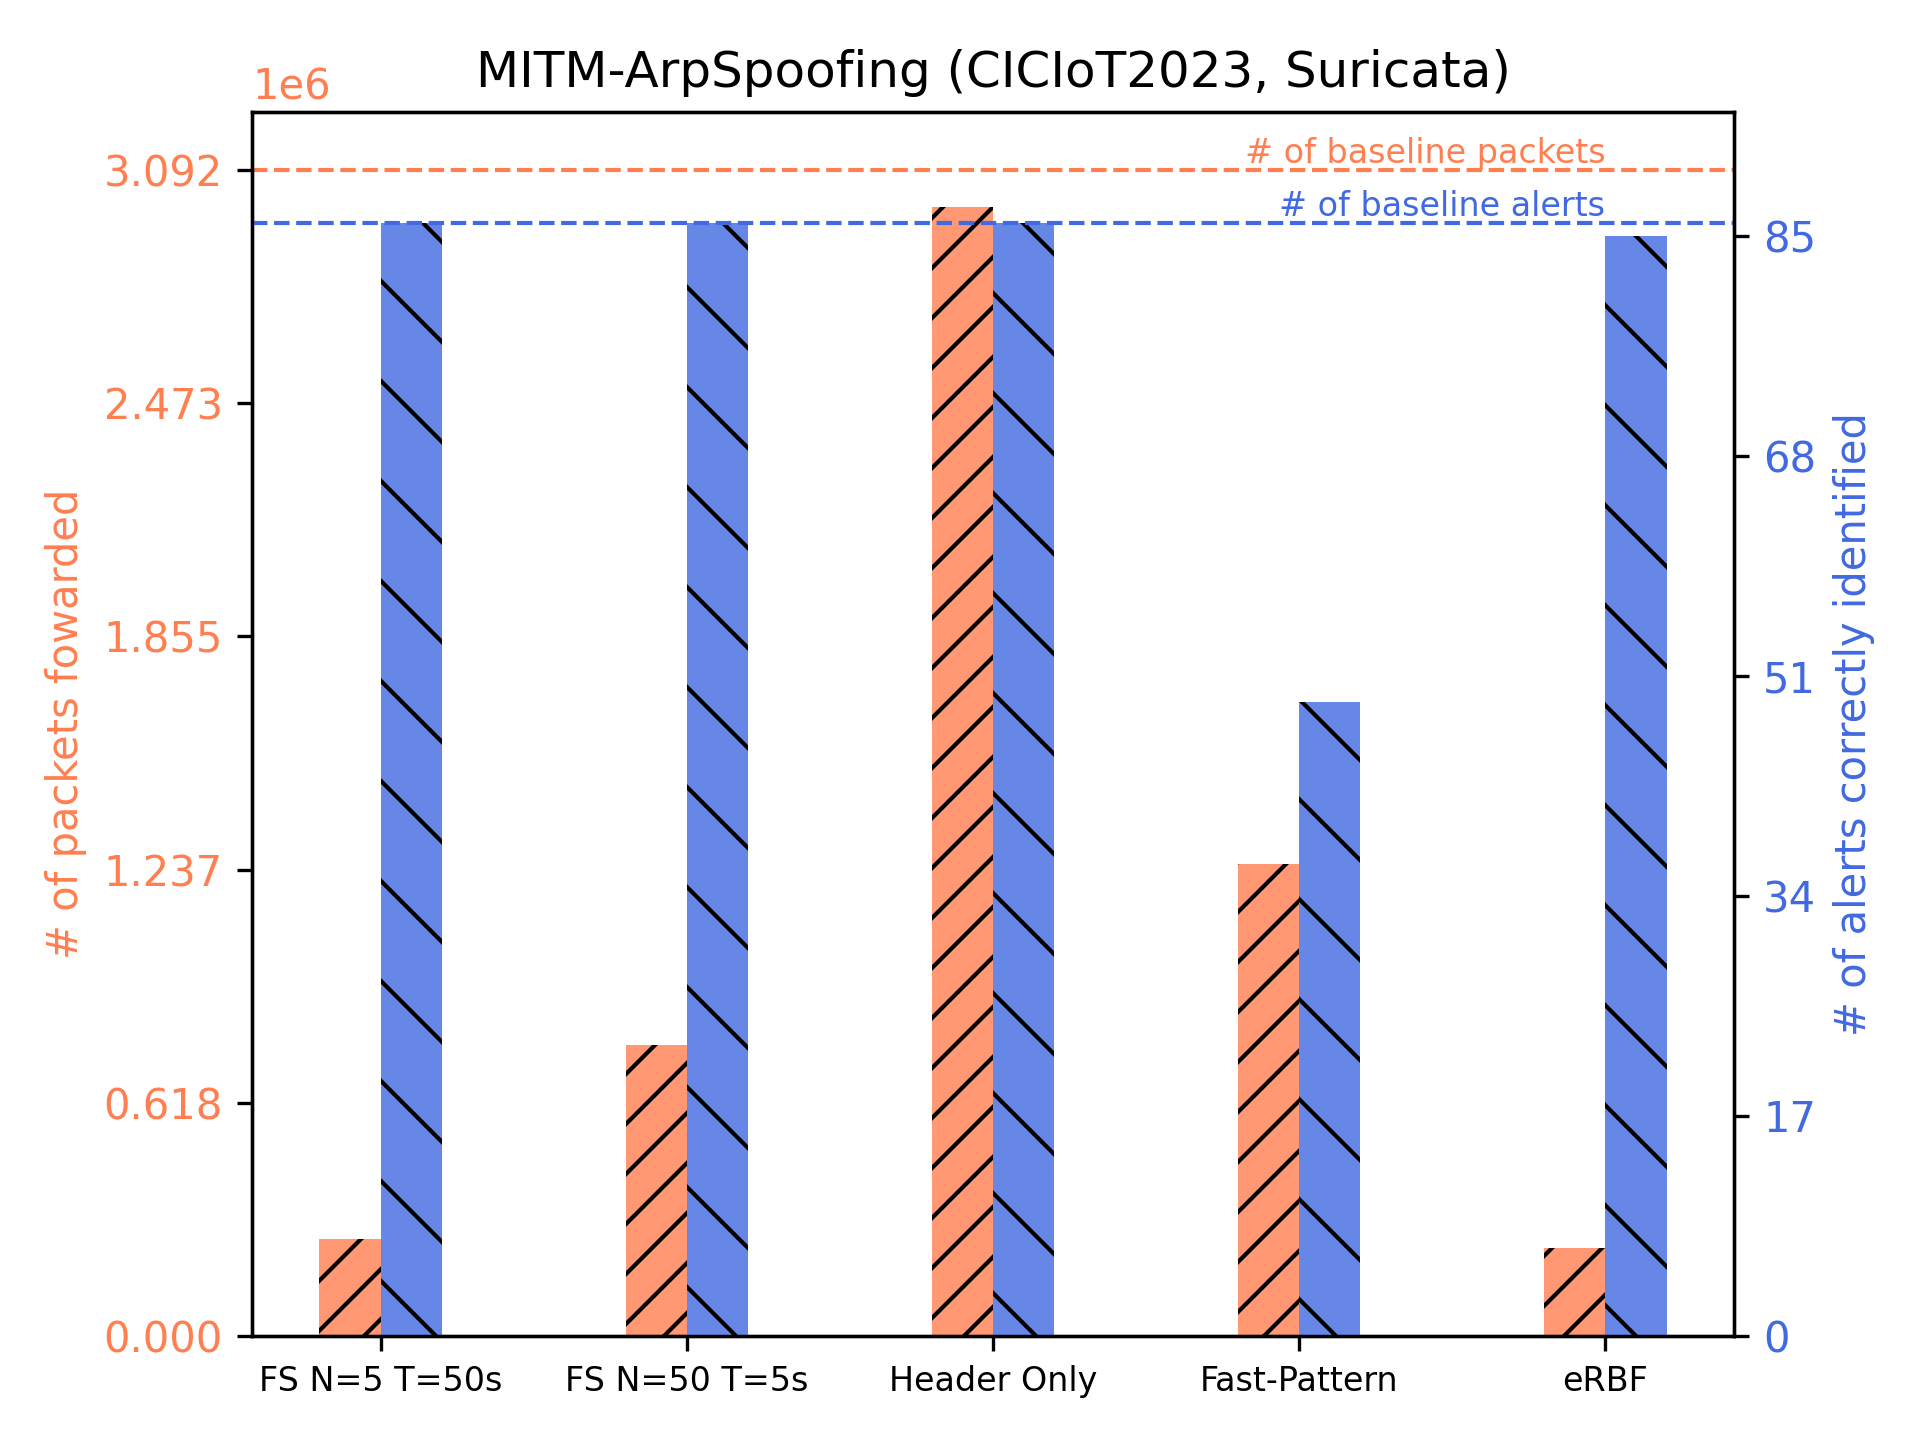 MITM-ArpSpoofing (CICIoT2023, Suricata)
1e6
# of baseline packets
# of baseline alerts
3.092
2.473
1.855
1.237
0.618
0.000
# of packets fowarded
85
68
51
34
17
0
# of alerts correctly identified
FS N=5 T=50s
FS N=50 T=5s
Header Only
Fast-Pattern
eRBF